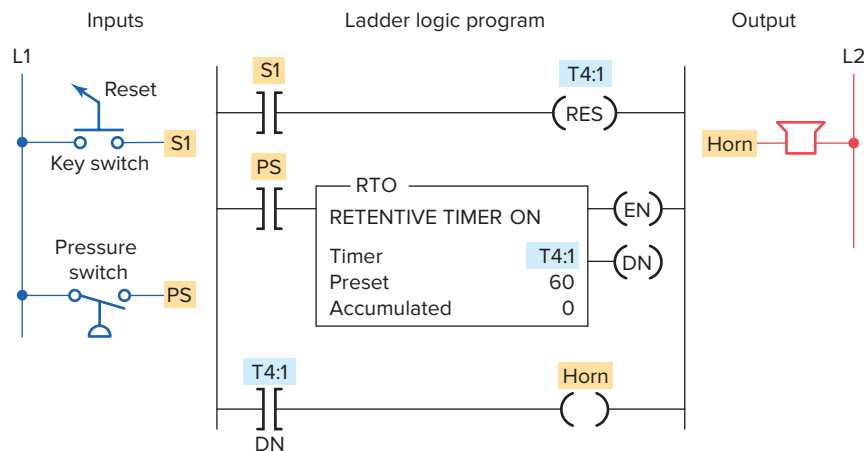 Inputs
Ladder logic program
Output
L1
L2
S1
T4:1
Reset
RES
S1
Key switch
Horn
PS
RTO
RETENTIVE TIMER ON
EN
Timer T4:1
DN
Preset 60
Accumulated 0
Pressure
switch
PS
T4:1
Horn
DN